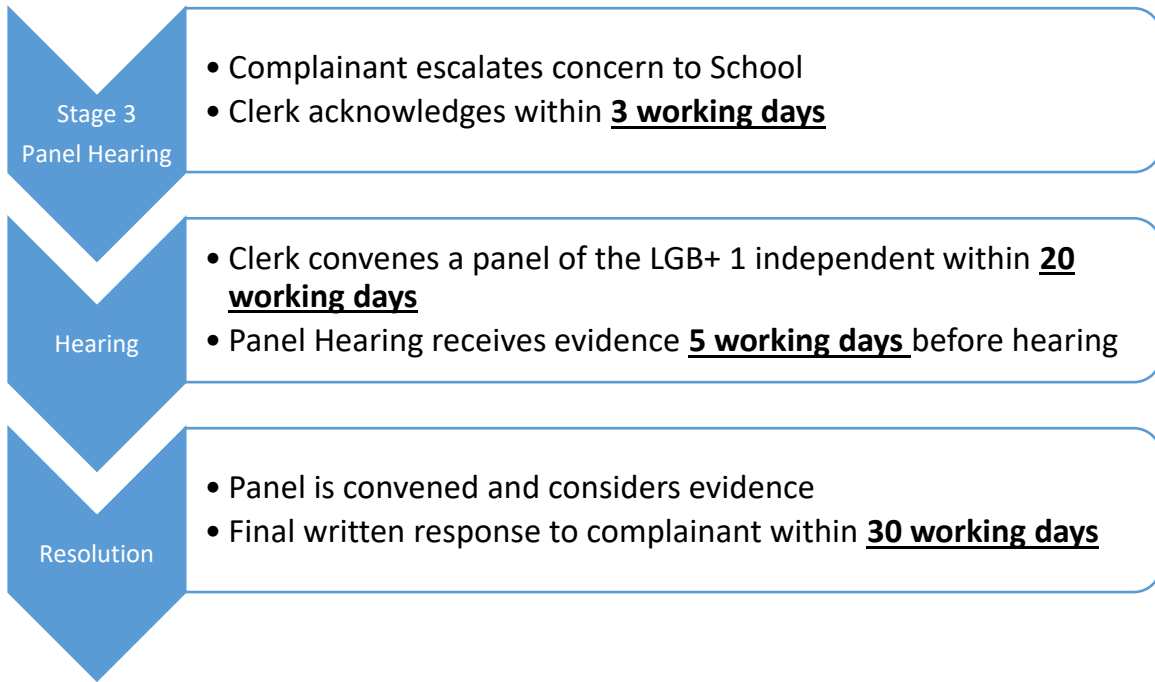 Stage 3
Panel Hearing
• Complainant escalates concern to School
• Clerk acknowledges within 3 working days
Hearing
• Clerk convenes a panel of the LGB+ 1 independent within 20
working days
• Panel Hearing receives evidence 5 working days before hearing
Resolution
• Panel is convened and considers evidence
• Final written response to complainant within 30 working days